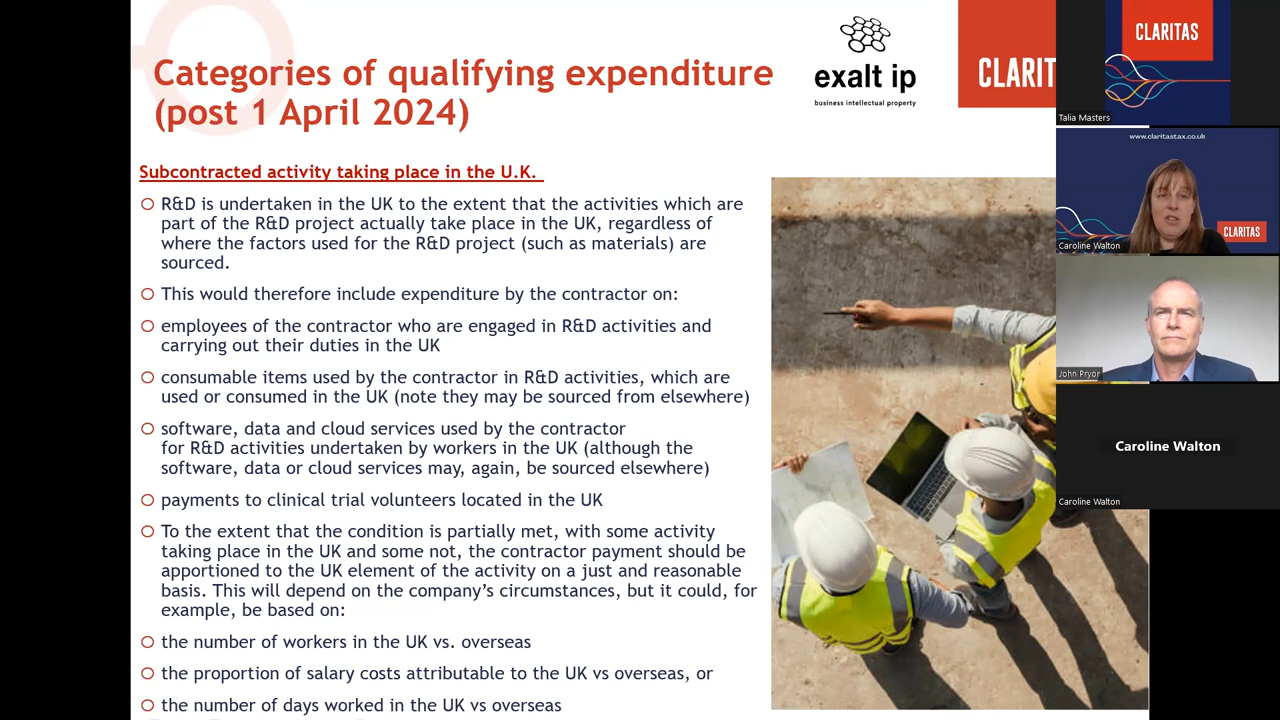 Categories of qualifying expenditure
(post 1 April 2024)
exalt ip
business intellectual property
CLARIT
Subcontracted activity taking place in the U.K.
R&D is undertaken in the UK to the extent that the activities which are
part of the R&D project actually take place in the UK, regardless of
where the factors used for the R&D project (such as materials) are
sourced.
This would therefore include expenditure by the contractor on:
employees of the contractor who are engaged in R&D activities and
carrying out their duties in the UK
consumable items used by the contractor in R&D activities, which are
used or consumed in the UK (note they may be sourced from elsewhere)
software, data and cloud services used by the contractor
for R&D activities undertaken by workers in the UK (although the
software, data or cloud services may, again, be sourced elsewhere)
payments to clinical trial volunteers located in the UK
To the extent that the condition is partially met, with some activity
taking place in the UK and some not, the contractor payment should be
apportioned to the UK element of the activity on a just and reasonable
basis. This will depend on the company's circumstances, but it could, for
example, be based on:
the number of workers in the UK vs. overseas
the proportion of salary costs attributable to the UK vs overseas, or
the number of days worked in the UK vs overseas
CLARITAS
Talia Masters
www.claritastax.co.uk
CLARITAS
Caroline Walton
John Pryor
Caroline Walton
Caroline Walton